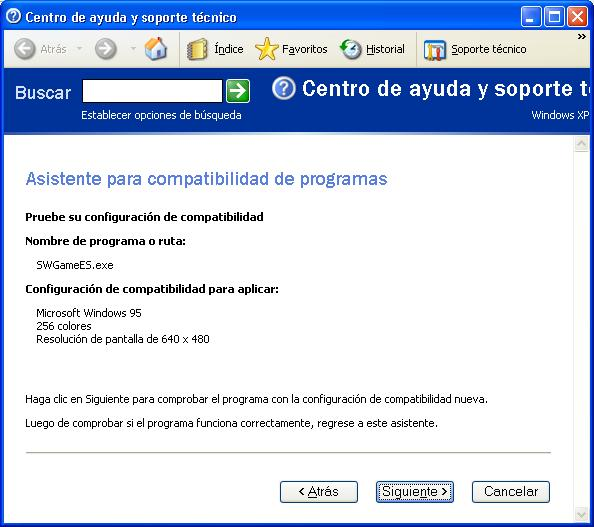 Centro de ayuda y soporte técnico
Atrás Índice Favoritos Historial Soporte técnico »
Buscar Centro de ayuda y soporte t
Establecer opciones de búsqueda Windows XP
Asistente para compatibilidad de programas
Pruebe su configuración de compatibilidad
Nombre de programa o ruta:
SWGameES.exe
Configuración de compatibilidad para aplicar:
Microsoft Windows 95
256 colores
Resolución de pantalla de 640 x 480
Haga clic en Siguiente para comprobar el programa con la configuración de compatibilidad nueva.
Luego de comprobar si el programa funciona correctamente, regrese a este asistente.
< Atrás Siguiente > Cancelar